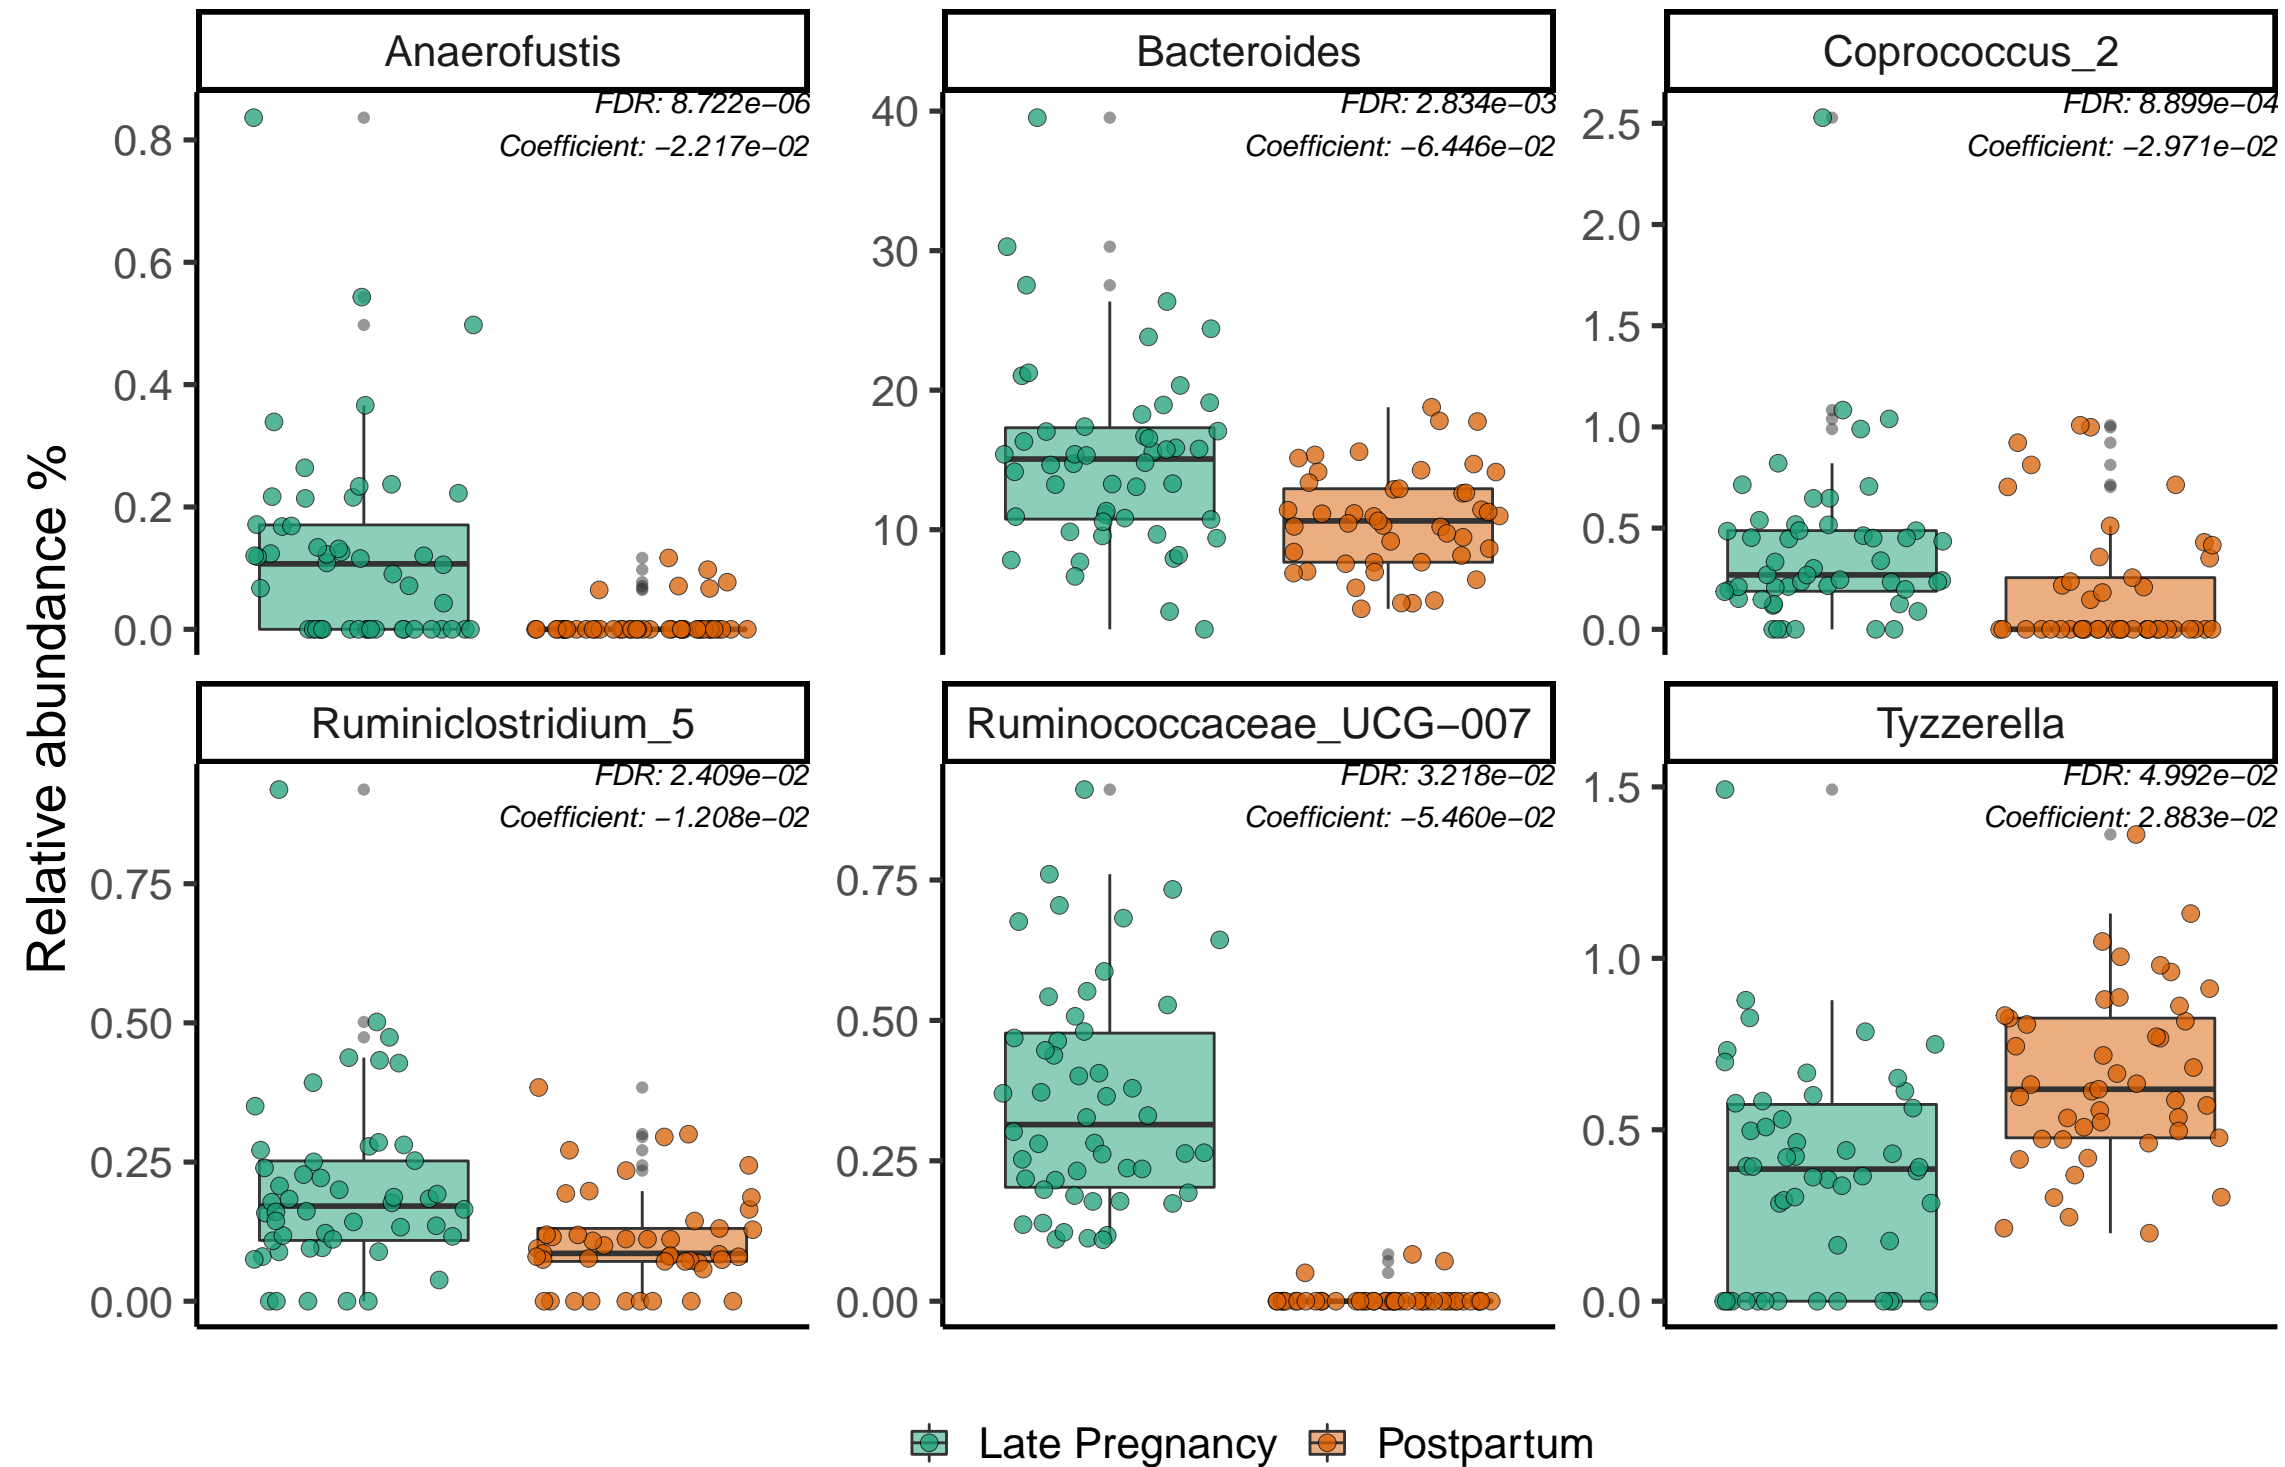 Relative abundance %
Anaerofustis
FDR: 8.722e−06
Coefficient: −2.217e−02
0.8
0.6
0.4
0.2
0.0
Bacteroides
FDR: 2.834e−03
Coefficient: −6.446e−02
40
30
20
10
Coprococcus_2
FDR: 8.899e−04
Coefficient: −2.971e−02
2.5
2.0
1.5
1.0
0.5
0.0
Ruminiclostridium_5
FDR: 2.409e−02
Coefficient: −1.208e−02
0.75
0.50
0.25
0.00
Ruminococcaceae_UCG−007
FDR: 3.218e−02
Coefficient: −5.460e−02
0.75
0.50
0.25
0.00
Tyzzerella
FDR: 4.992e−02
Coefficient: 2.883e−02
1.5
1.0
0.5
0.0
Late Pregnancy
Postpartum